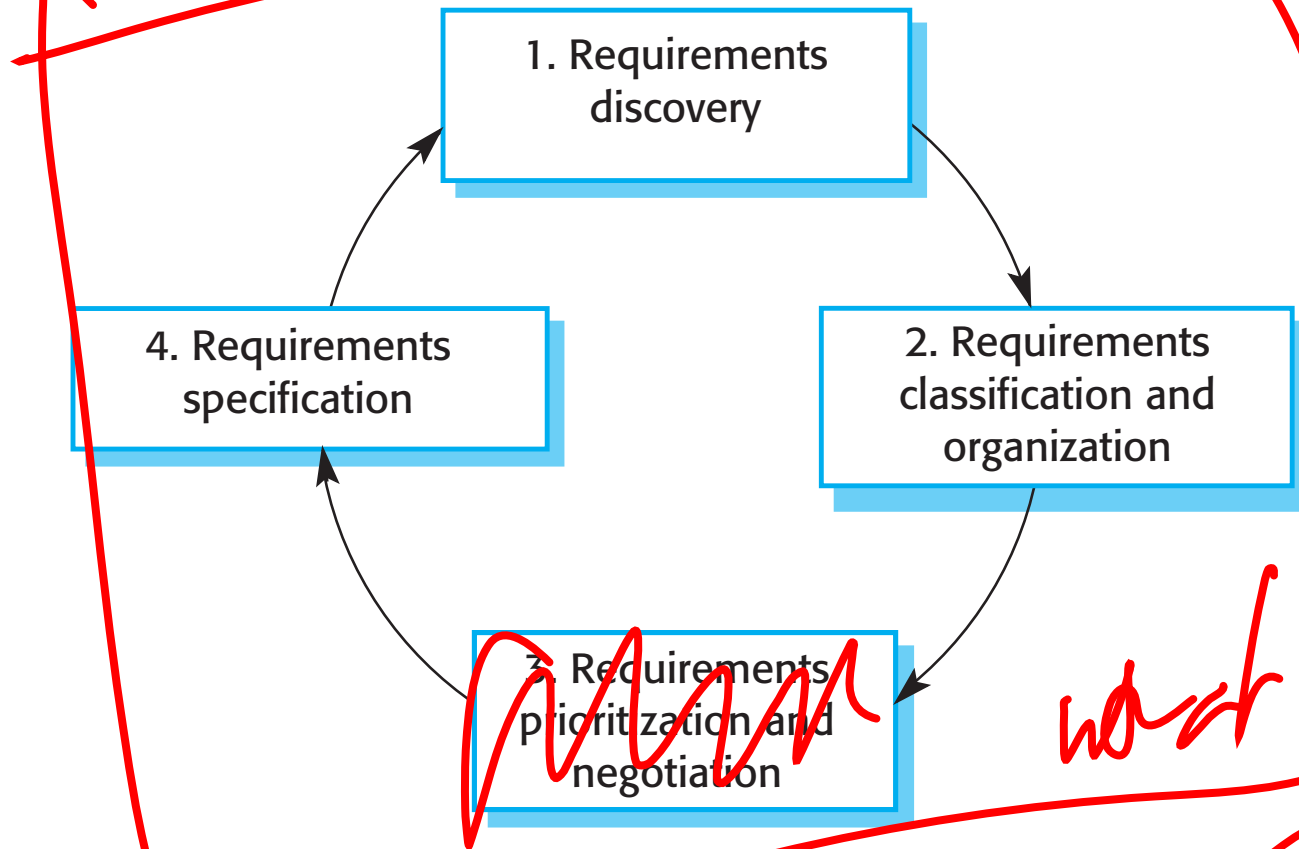 1. Requirements
discovery
4. Requirements
specification
2. Requirements
classification and
organization
3. Requirements
prioritization and
negotiation